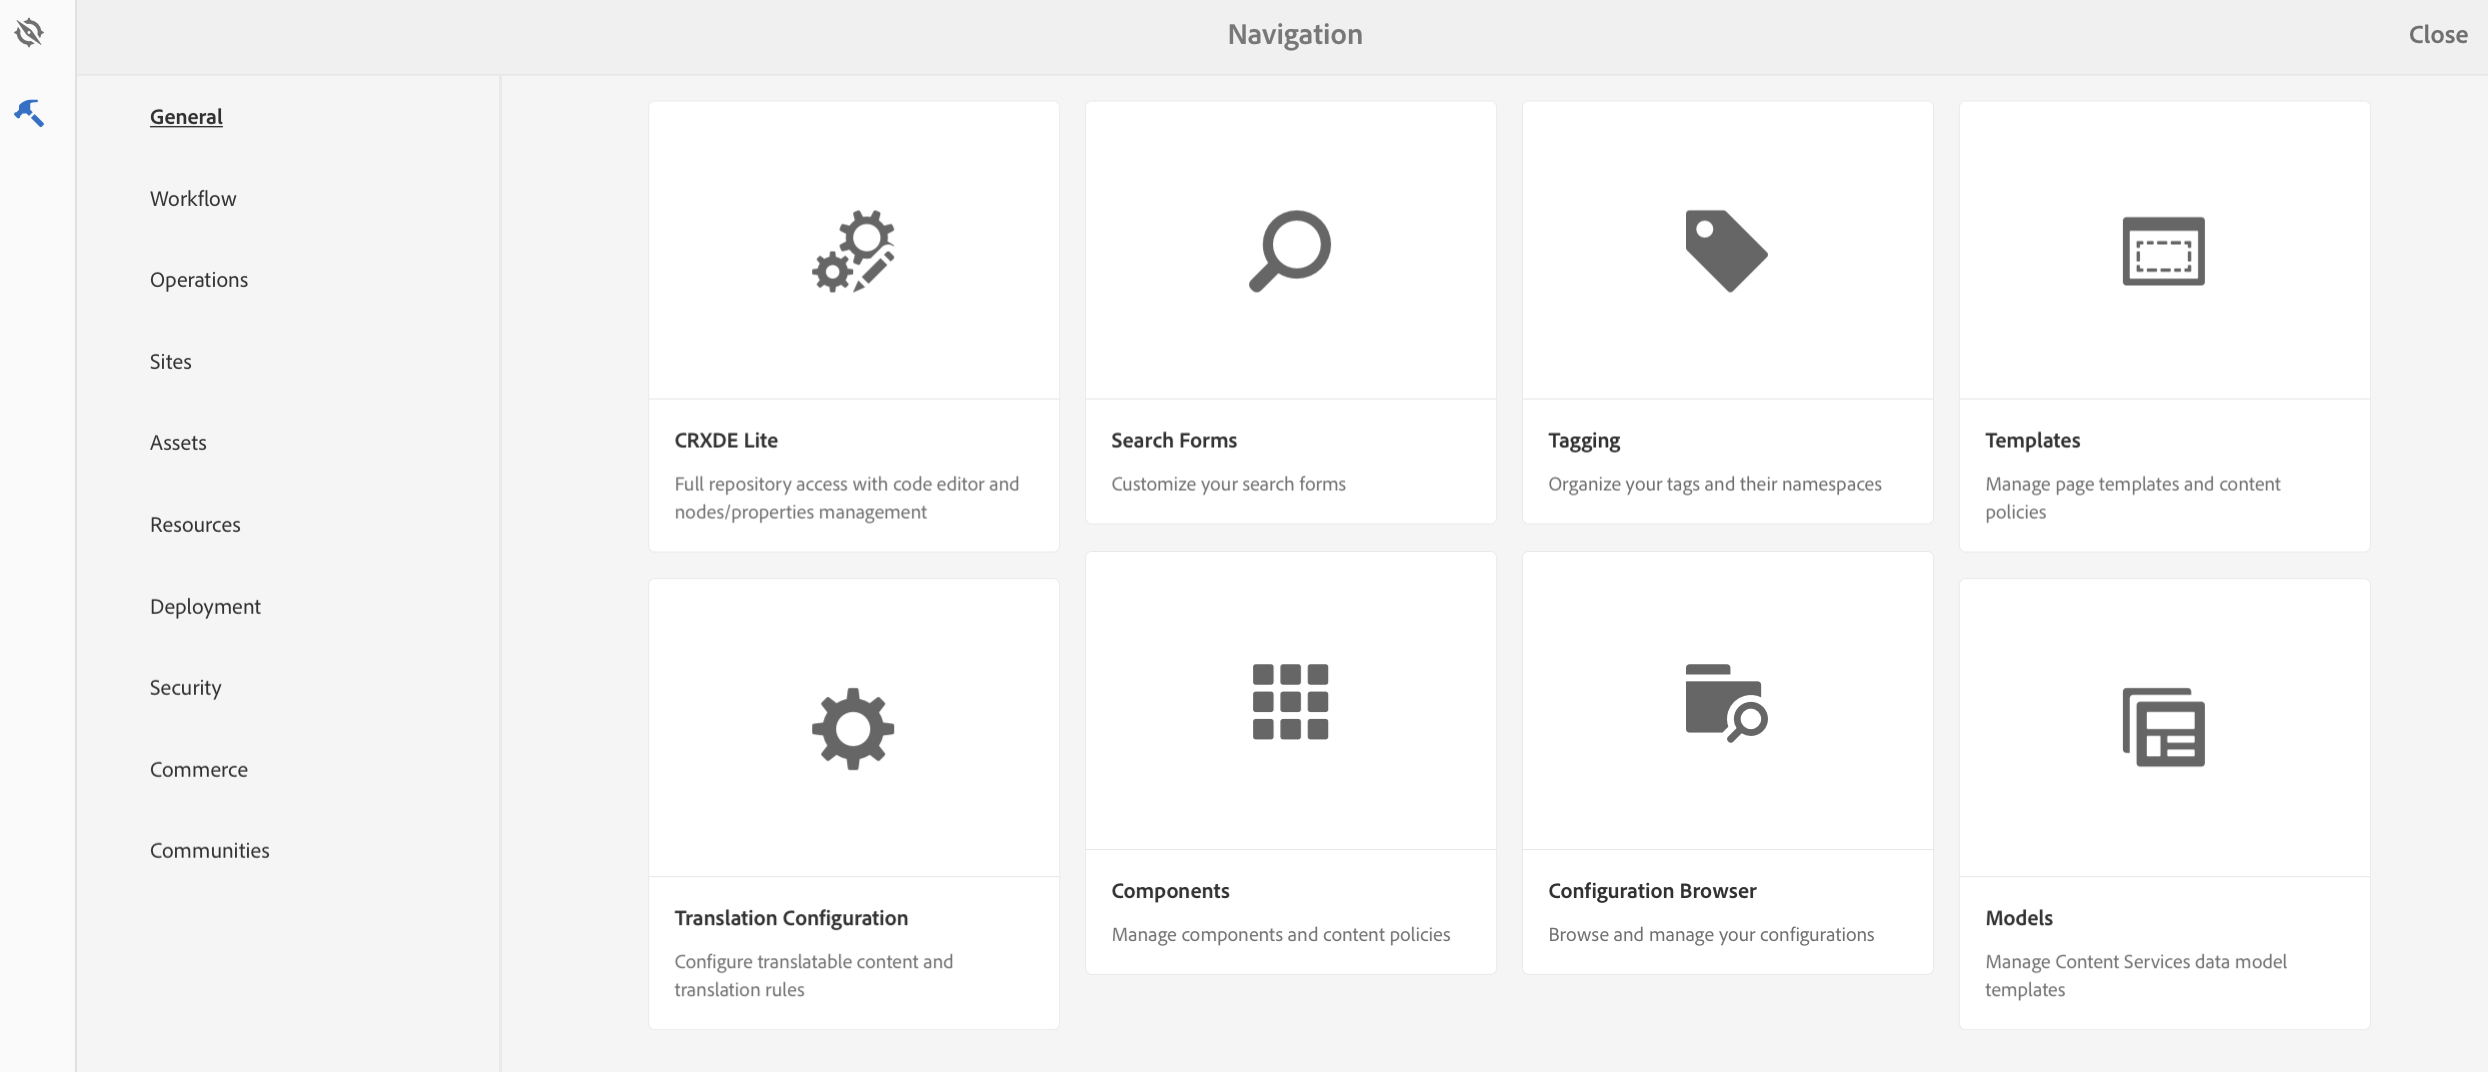 Navigation
Close
General
Workflow
Operations
Sites
Assets
Resources
Deployment
Security
Commerce
Communities
CRXDE Lite
Full repository access with code editor and
nodes/properties management
Search Forms
Customize your search forms
Tagging
Organize your tags and their namespaces
Templates
Manage page templates and content
policies
Translation Configuration
Configure translatable content and
translation rules
Components
Manage components and content policies
Configuration Browser
Browse and manage your configurations
Models
Manage Content Services data model
templates